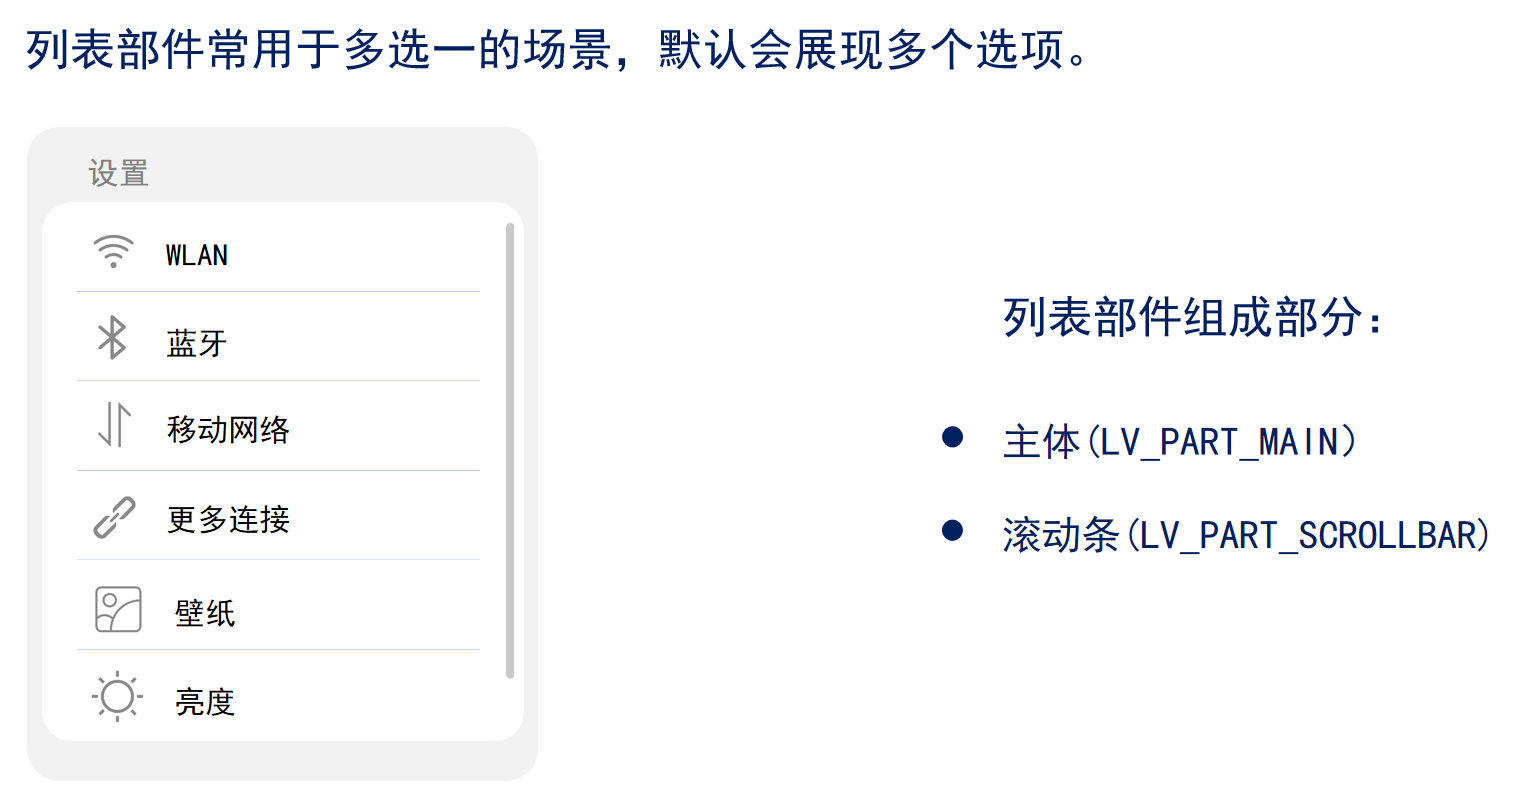 列表部件常用于多选一的场景，默认会展现多个选项。
设置
WLAN
蓝牙
移动网络
更多连接
壁纸
亮度
列表部件组成部分：
● 主体(LV_PART_MAIN)
● 滚动条(LV_PART_SCROLLBAR)